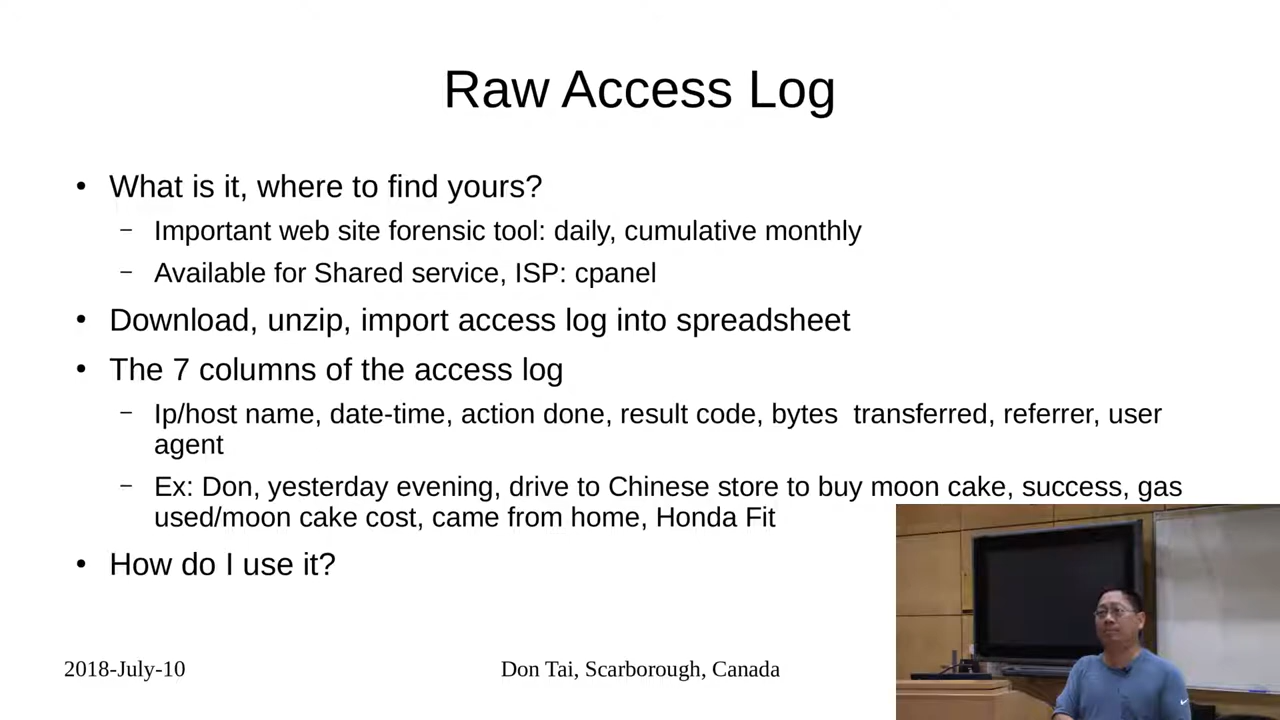 Raw Access Log
• What is it, where to find yours?
– Important web site forensic tool: daily, cumulative monthly
– Available for Shared service, ISP: cpanel
• Download, unzip, import access log into spreadsheet
• The 7 columns of the access log
– Ip/host name, date-time, action done, result code, bytes  transferred, referrer, user
agent
– Ex: Don, yesterday evening, drive to Chinese store to buy moon cake, success, gas
used/moon cake cost, came from home, Honda Fit
• How do I use it?
2018-July-10
Don Tai, Scarborough, Canada